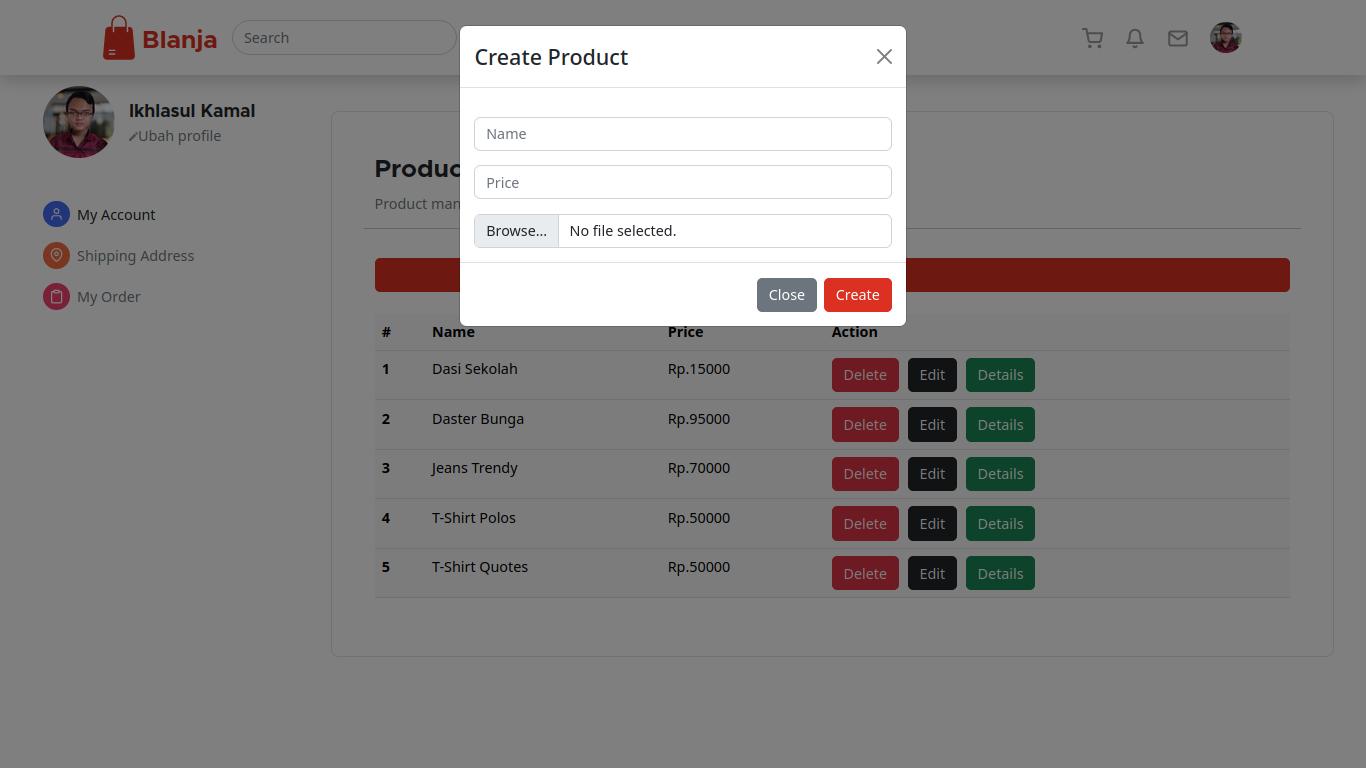 Blanja
Search
Create Product
Ikhlasul Kamal
Ubah profile
Name
Produc
Price
Product man
My Account
Browse... No file selected.
Shipping Address
My Order
Close Create
# Name Price Action
1 Dasi Sekolah Rp.15000 Delete Edit Details
2 Daster Bunga Rp.95000 Delete Edit Details
3 Jeans Trendy Rp.70000 Delete Edit Details
4 T-Shirt Polos Rp.50000 Delete Edit Details
5 T-Shirt Quotes Rp.50000 Delete Edit Details